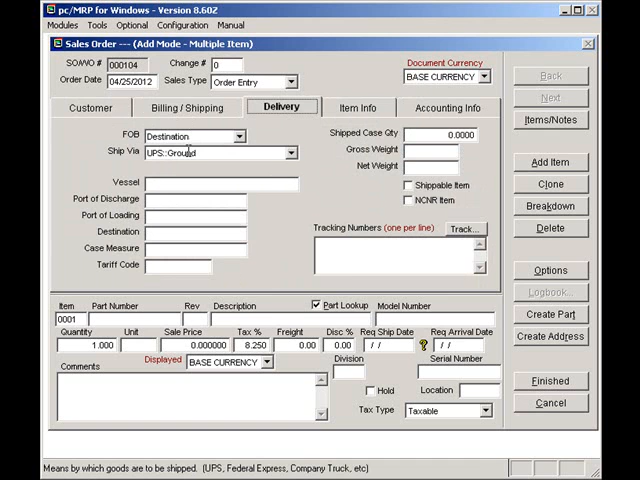 pc/MRP for Windows - Version 8.602
Modules Tools Optional Configuration Manual
Sales Order --- (Add Mode - Multiple Item)
SO/WO # 000104 Change # 0 Document Currency
Order Date 04/25/2012 Sales Type Order Entry BASE CURRENCY
Back
Next
Items/Notes
Customer Billing / Shipping Delivery Item Info Accounting Info
FOB Destination Shipped Case Qty 0.0000
Ship Via UPS::Ground Gross Weight
Net Weight
Add Item
Vessel Shippable Item
Clone
Port of Discharge NCNR Item
Breakdown
Port of Loading
Destination Tracking Numbers (one per line) Track...
Delete
Case Measure
Tariff Code
Options
Logbook...
Item Part Number Rev Description Part Lookup Model Number
0001
Create Part
Quantity Unit Sale Price Tax % Freight Disc % Req Ship Date Req Arrival Date
1.000 0.000000 8.250 0.00 0.00 / / ? / /
Create Address
Displayed BASE CURRENCY Division Serial Number
Comments
Hold Location
Finished
Tax Type Taxable
Cancel
Means by which goods are to be shipped. (UPS, Federal Express, Company Truck, etc)